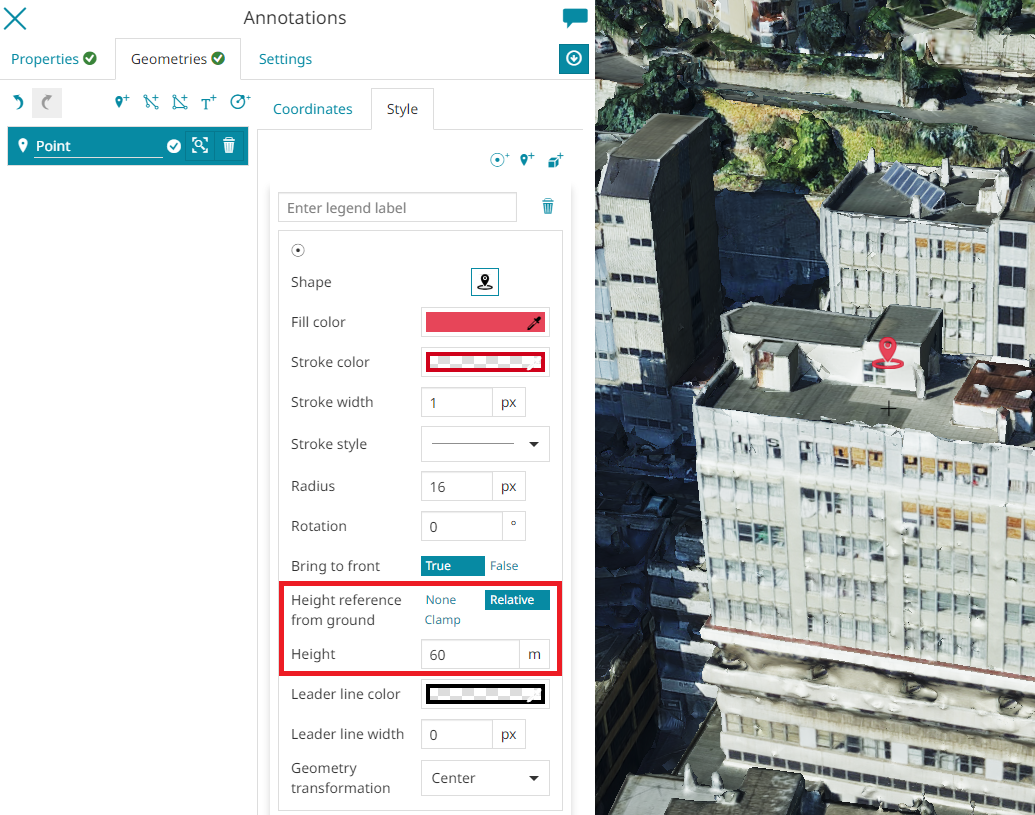 Annotations
Properties
Geometries
Settings
T
Coordinates
Style
Point
Enter legend label
Shape
Fill color
Stroke color
Stroke width
1 px
Stroke style
Radius
16 px
Rotation
0 °
Bring to front
True False
Height reference
from ground
None Relative
Clamp
Height
60 m
Leader line color
Leader line width
0 px
Geometry
transformation
Center